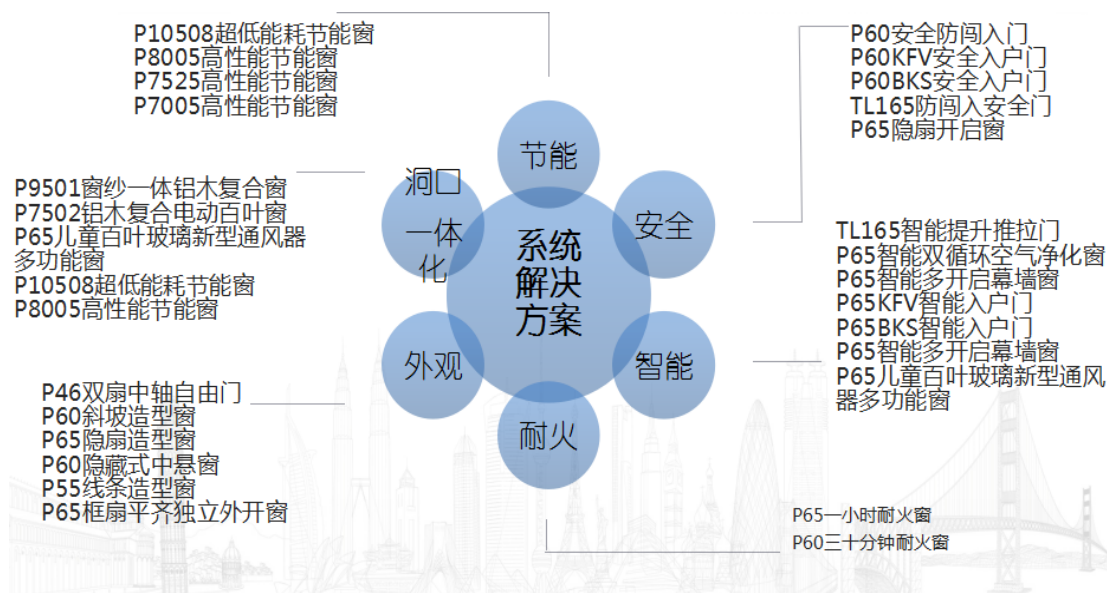 P10508超低能耗节能窗
P8005高性能节能窗
P7525高性能节能窗
P7005高性能节能窗
P60安全防闯入门
P60KFV安全入户门
P60BKS安全入户门
TL165防闯入安全门
P65隐扇开启窗
P9501窗纱一体铝木复合窗
P7502铝木复合电动百叶窗
P65儿童百叶玻璃新型通风器
多功能窗
P10508超低能耗节能窗
P8005高性能节能窗
节能
洞口
一体
化
安全
系统
解决
方案
外观
智能
耐火
TL165智能提升推拉门
P65智能双循环空气净化窗
P65智能多开启幕墙窗
P65KFV智能入户门
P65BKS智能入户门
P65智能多开启幕墙窗
P65儿童百叶玻璃新型通风
器多功能窗
P46双扇中轴自由门
P60斜坡造型窗
P65隐扇造型窗
P60隐藏式中悬窗
P55线条造型窗
P65框扇平齐独立外开窗
P65一小时耐火窗
P60三十分钟耐火窗